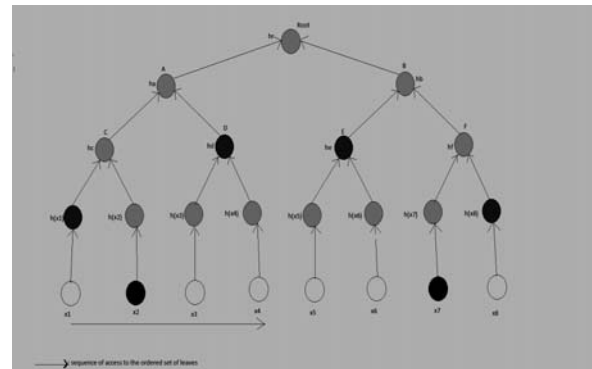 Root
hr
A
B
ha
hb
C
D
E
F
hc
hd
he
hf
h(x1)
h(x2)
h(x3)
h(x4)
h(x5)
h(x6)
h(x7)
h(x8)
x1
x2
x3
x4
x5
x6
x7
x8
sequence of access to the ordered set of leaves